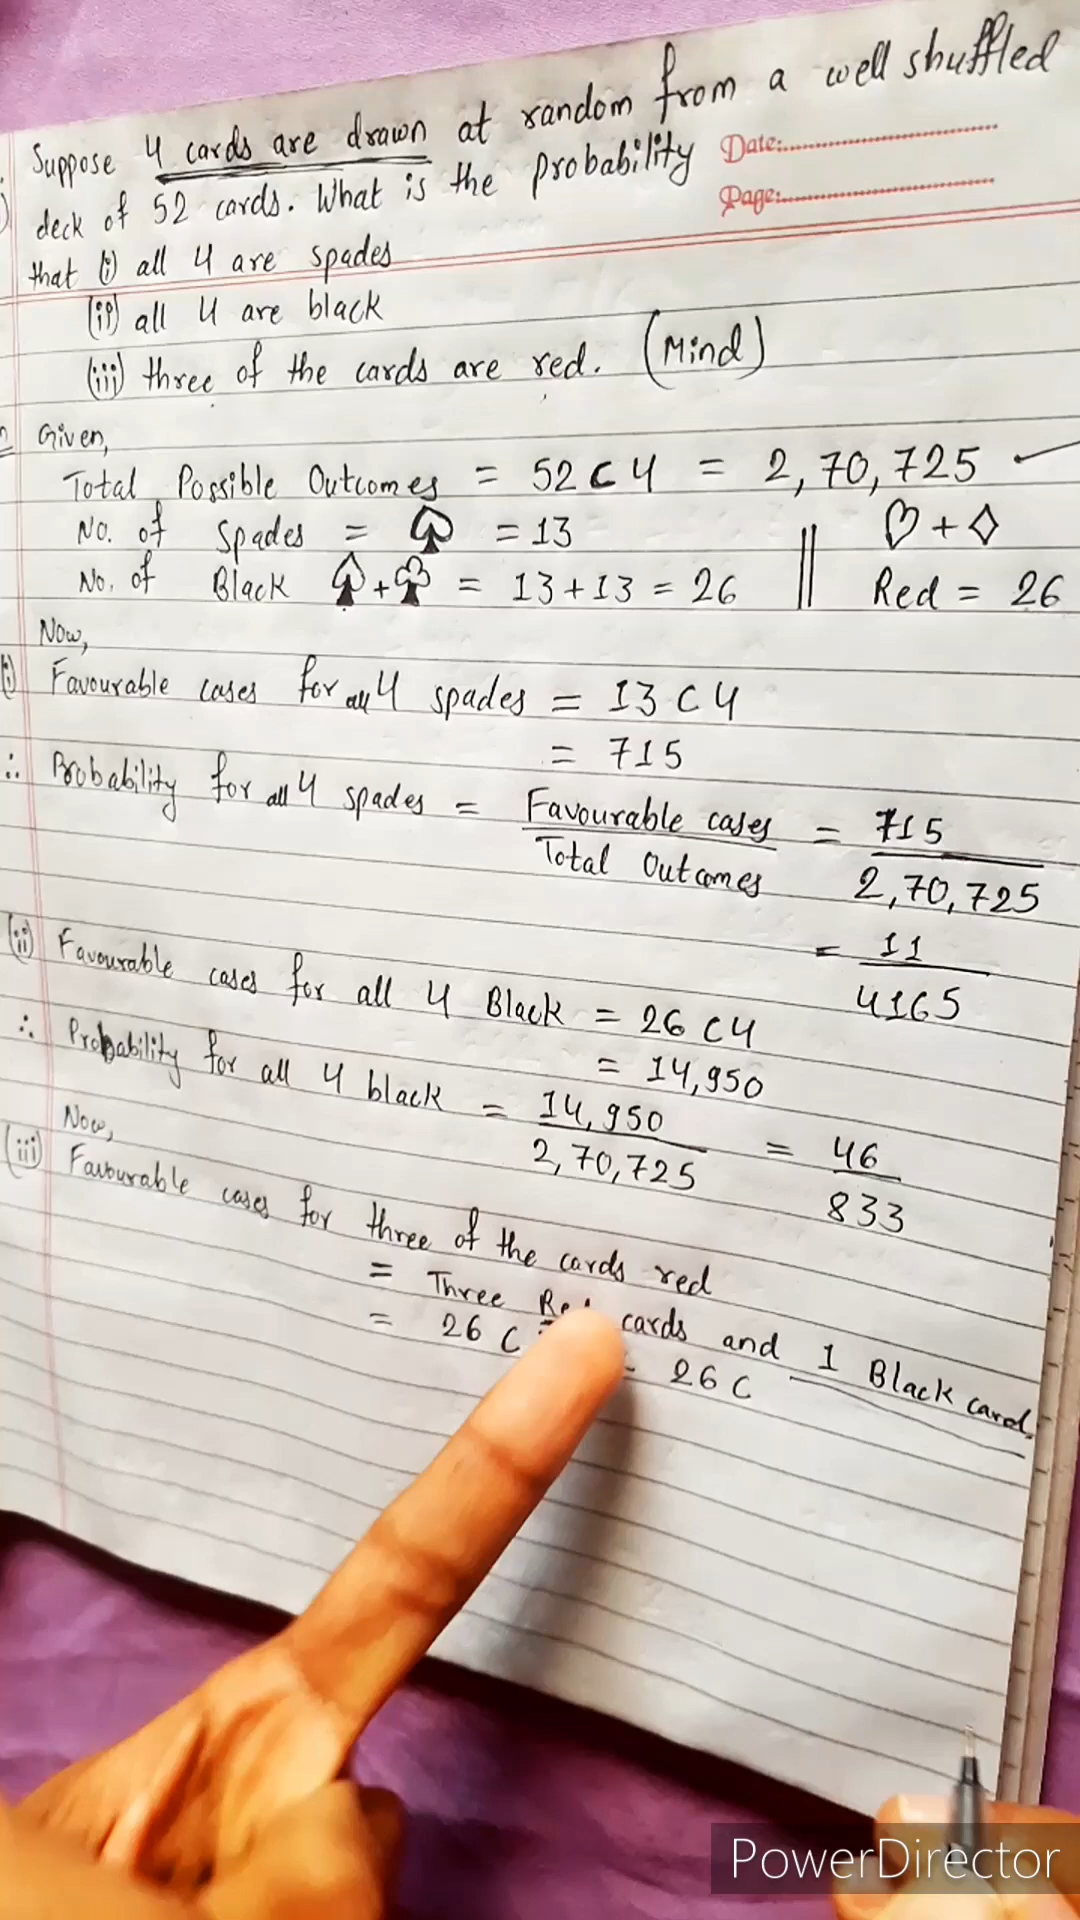 Suppose 4 cards are drawn at random from a well shuffled
Date:
deck of 52 cards. What is the probability
Page:
that (i) all 4 are spades
(ii) all 4 are black
(iii) three of the cards are red. (Mind)
Given,
Total Possible Outcomes = 52C4 = 2,70,725
No. of Spades = ♠ = 13
♡ + ♢
No. of Black ♠ + ♣ = 13+13 = 26 || Red = 26
Now,
(i) Favourable cases for all 4 spades = 13C4
= 715
∴ Probability for all 4 spades = Favourable cases / Total Outcomes = 715 / 2,70,725
= 11 / 4165
(ii) Favourable cases for all 4 Black = 26C4
= 14,950
∴ Probability for all 4 black = 14,950 / 2,70,725 = 46 / 833
Now,
(iii) Favourable cases for three of the cards red
= Three Red cards and 1 Black card.
= 26 C 26 C
PowerDirector